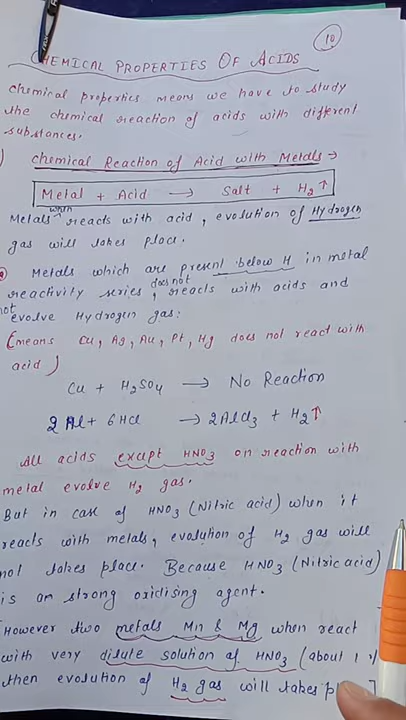 10
CHEMICAL PROPERTIES OF ACIDS
chemical properties means we have to study
the chemical reaction of acids with different
substances.
) chemical Reaction of Acid with Metals →
Metal + Acid → Salt + H₂ ↑
when
Metals reacts with acid, evolution of Hydrogen
gas will takes place.
Metals which are present below H in metal
does not
reactivity series, reacts with acids and
not
evolve Hydrogen gas:
(means Cu, Ag, Au, Pt, Hg does not react with
acid)
Cu + H₂SO₄ → No Reaction
2Al + 6HCl → 2AlCl₃ + H₂↑
All acids except HNO₃ on reaction with
metal evolve H₂ gas.
But in case of HNO₃ (Nitric acid) when it
reacts with metals, evolution of H₂ gas will
not takes place. Because HNO₃ (Nitric acid)
is an strong oxidising agent.
However two metals Mn & Mg when react
with very dilute solution of HNO₃ (about 1
then evolution of H₂ gas will takes